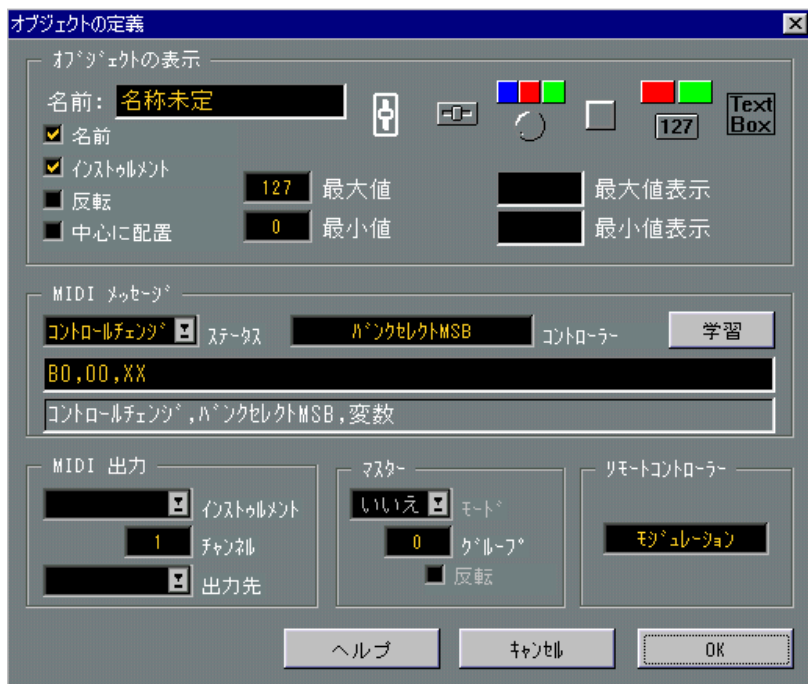 オブジェクトの定義
ｵﾌﾞｼﾞｪｸﾄの表示
名前: 名称未定
名前
ｲﾝｽﾄｩﾙﾒﾝﾄ
反転
中心に配置
127 最大値
0 最小値
127
Text
Box
最大値表示
最小値表示
MIDI ﾒｯｾｰｼﾞ
ｺﾝﾄﾛｰﾙﾁｪﾝｼﾞ ｽﾃｰﾀｽ ﾊﾞﾝｸｾﾚｸﾄMSB ｺﾝﾄﾛｰﾗｰ 学習
B0,00,XX
ｺﾝﾄﾛｰﾙﾁｪﾝｼﾞ,ﾊﾞﾝｸｾﾚｸﾄMSB,変数
MIDI 出力
ｲﾝｽﾄｩﾙﾒﾝﾄ
1 ﾁｬﾝﾈﾙ
出力先
ﾏｽﾀｰ
いいえ ﾓｰﾄﾞ
0 ｸﾞﾙｰﾌﾟ
反転
ﾘﾓｰﾄｺﾝﾄﾛｰﾗｰ
ﾓｼﾞｭﾚｰｼｮﾝ
ヘルプ ｷｬﾝｾﾙ OK